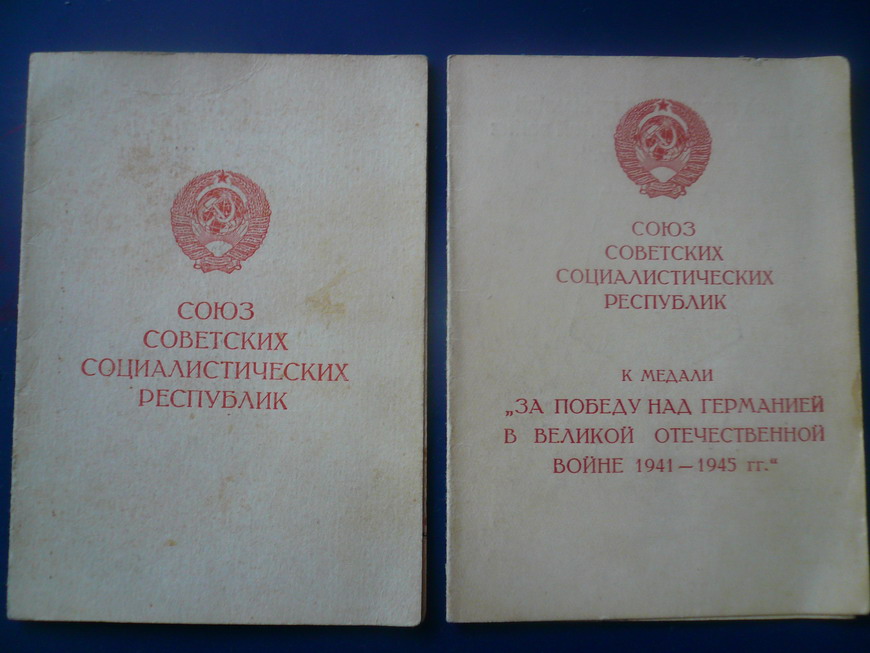 СОЮЗ
СОВЕТСКИХ
СОЦИАЛИСТИЧЕСКИХ
РЕСПУБЛИК
СОЮЗ
СОВЕТСКИХ
СОЦИАЛИСТИЧЕСКИХ
РЕСПУБЛИК
К МЕДАЛИ
„ЗА ПОБЕДУ НАД ГЕРМАНИЕЙ
В ВЕЛИКОЙ ОТЕЧЕСТВЕННОЙ
ВОЙНЕ 1941 — 1945 гг.“